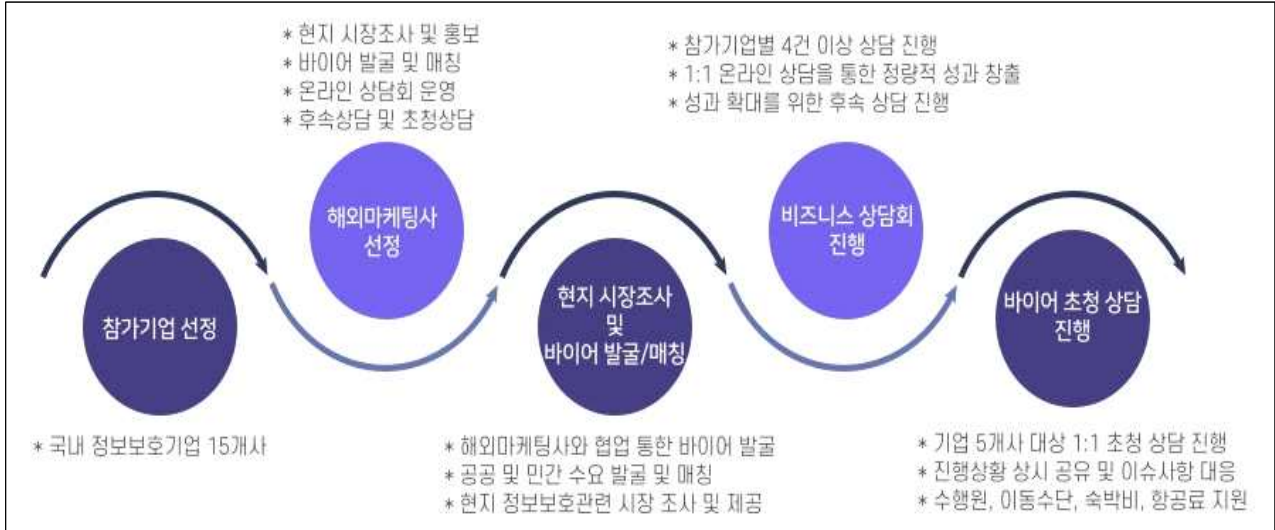 * 현지 시장조사 및 홍보
* 바이어 발굴 및 매칭
* 온라인 상담회 운영
* 후속상담 및 초청상담
* 참가기업별 4건 이상 상담 진행
* 1:1 온라인 상담을 통한 정량적 성과 창출
* 성과 확대를 위한 후속 상담 진행
참가기업 선정
해외마케팅사
선정
현지 시장조사
및
바이어 발굴/매칭
비즈니스 상담회
진행
바이어 초청 상담
진행
* 국내 정보보호기업 15개사
* 해외마케팅사와 협업 통한 바이어 발굴
* 공공 및 민간 수요 발굴 및 매칭
* 현지 정보보호관련 시장 조사 및 제공
* 기업 5개사 대상 1:1 초청 상담 진행
* 진행상황 상시 공유 및 이슈사항 대응
* 수행원, 이동수단, 숙박비, 항공료 지원